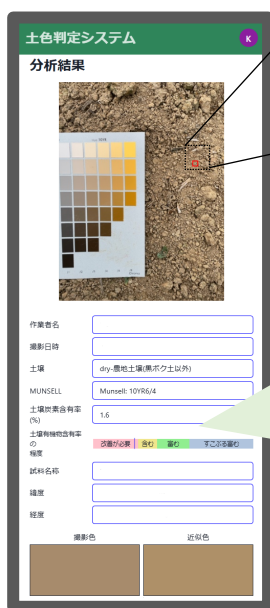 土色判定システム
K
分析結果
作業者名
撮影日時
土壌
dry-農地土壌(黒ボク土以外)
MUNSELL
Munsell: 10YR6/4
土壌炭素含有率
(%)
1.6
土壌有機物含有率
の
程度
改善が必要 含む 富む すこぶる富む
試料名称
緯度
経度
撮影色 近似色